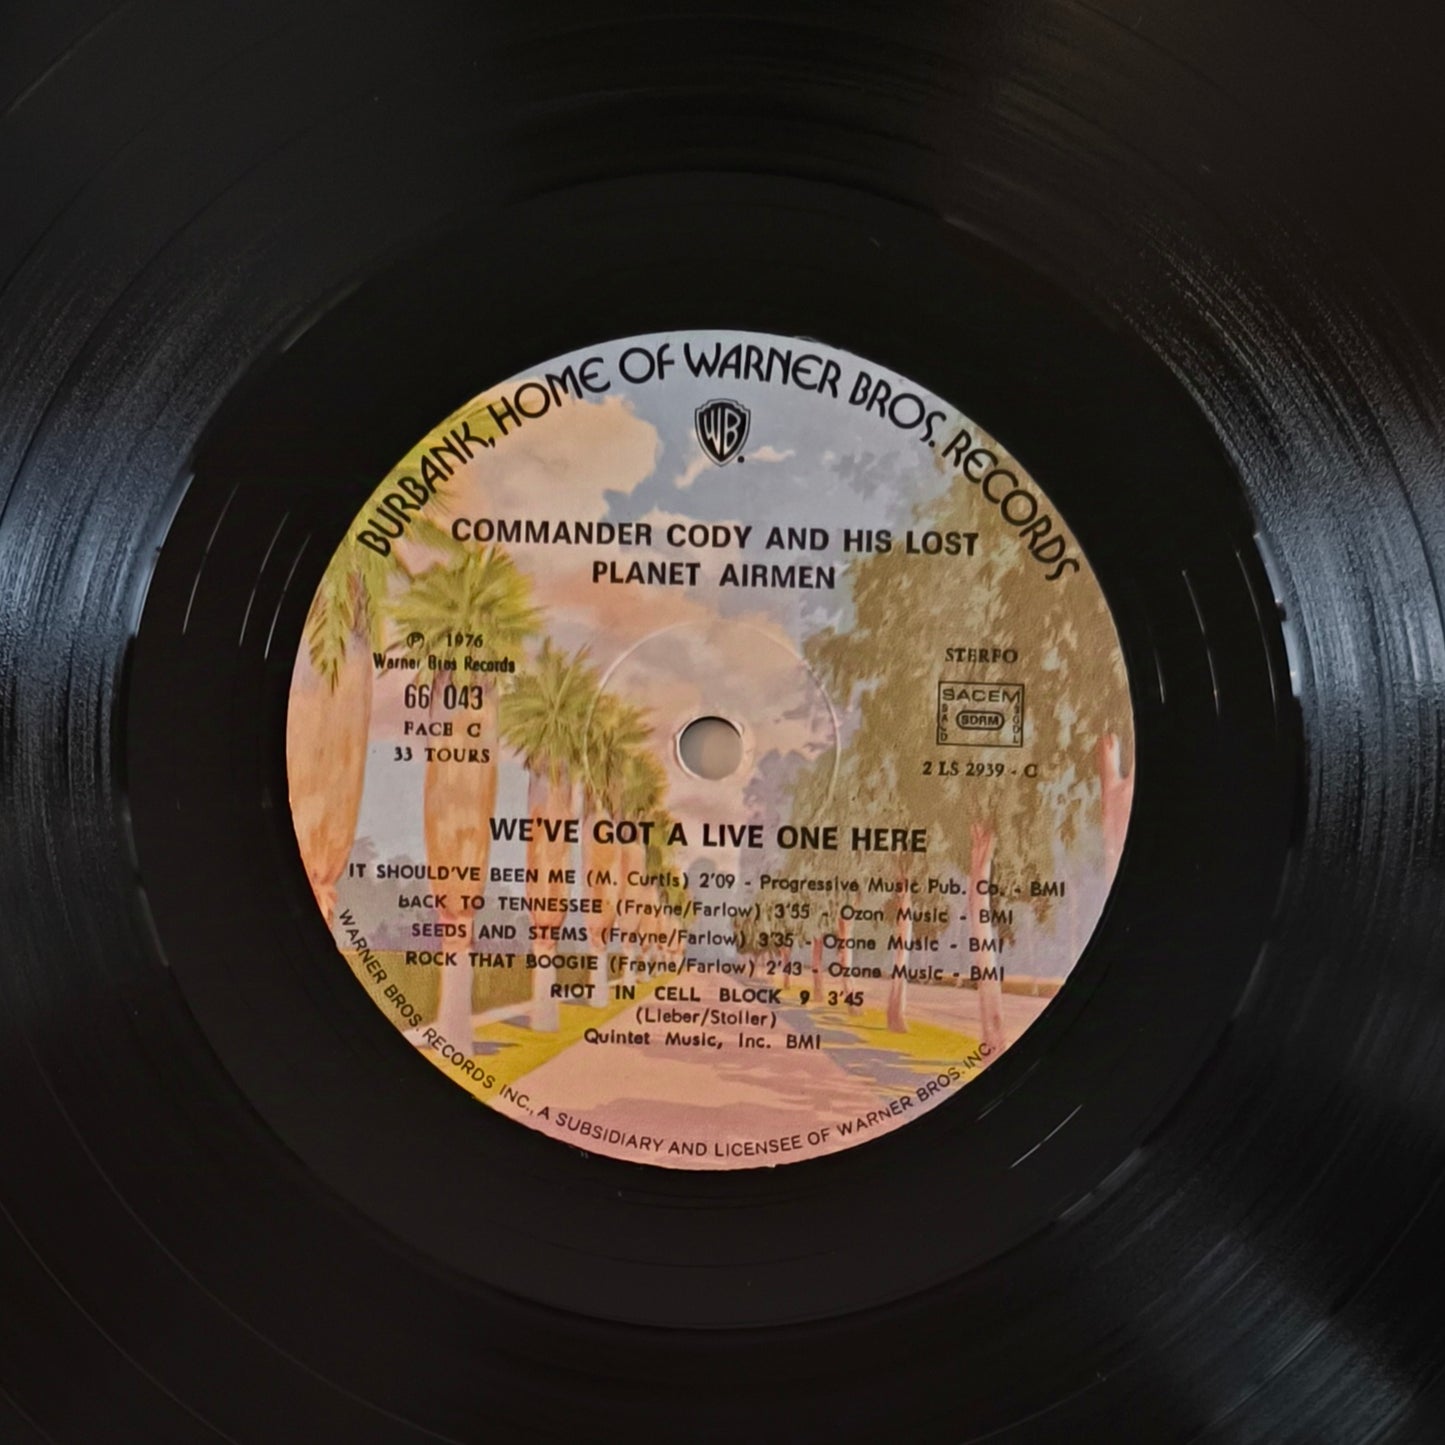 BURBANK, HOME OF WARNER BROS. RECORDS
WB
COMMANDER CODY AND HIS LOST
PLANET AIRMEN
℗ 1976
Warner Bros Records
66 043
FACE C
33 TOURS
STEREO
SACEM
SACD SDRM SGDL
2 LS 2939 - C
WE'VE GOT A LIVE ONE HERE
IT SHOULD'VE BEEN ME (M. Curtis) 2'09 - Progressive Music Pub. Co. - BMI
BACK TO TENNESSEE (Frayne/Farlow) 3'55 - Ozon Music - BMI
SEEDS AND STEMS (Frayne/Farlow) 3'35 - Ozone Music - BMI
ROCK THAT BOOGIE (Frayne/Farlow) 2'43 - Ozone Music - BMI
RIOT IN CELL BLOCK 9 3'45
(Lieber/Stoller)
Quintet Music, Inc. BMI
WARNER BROS. RECORDS INC., A SUBSIDIARY AND LICENSEE OF WARNER BROS. INC.